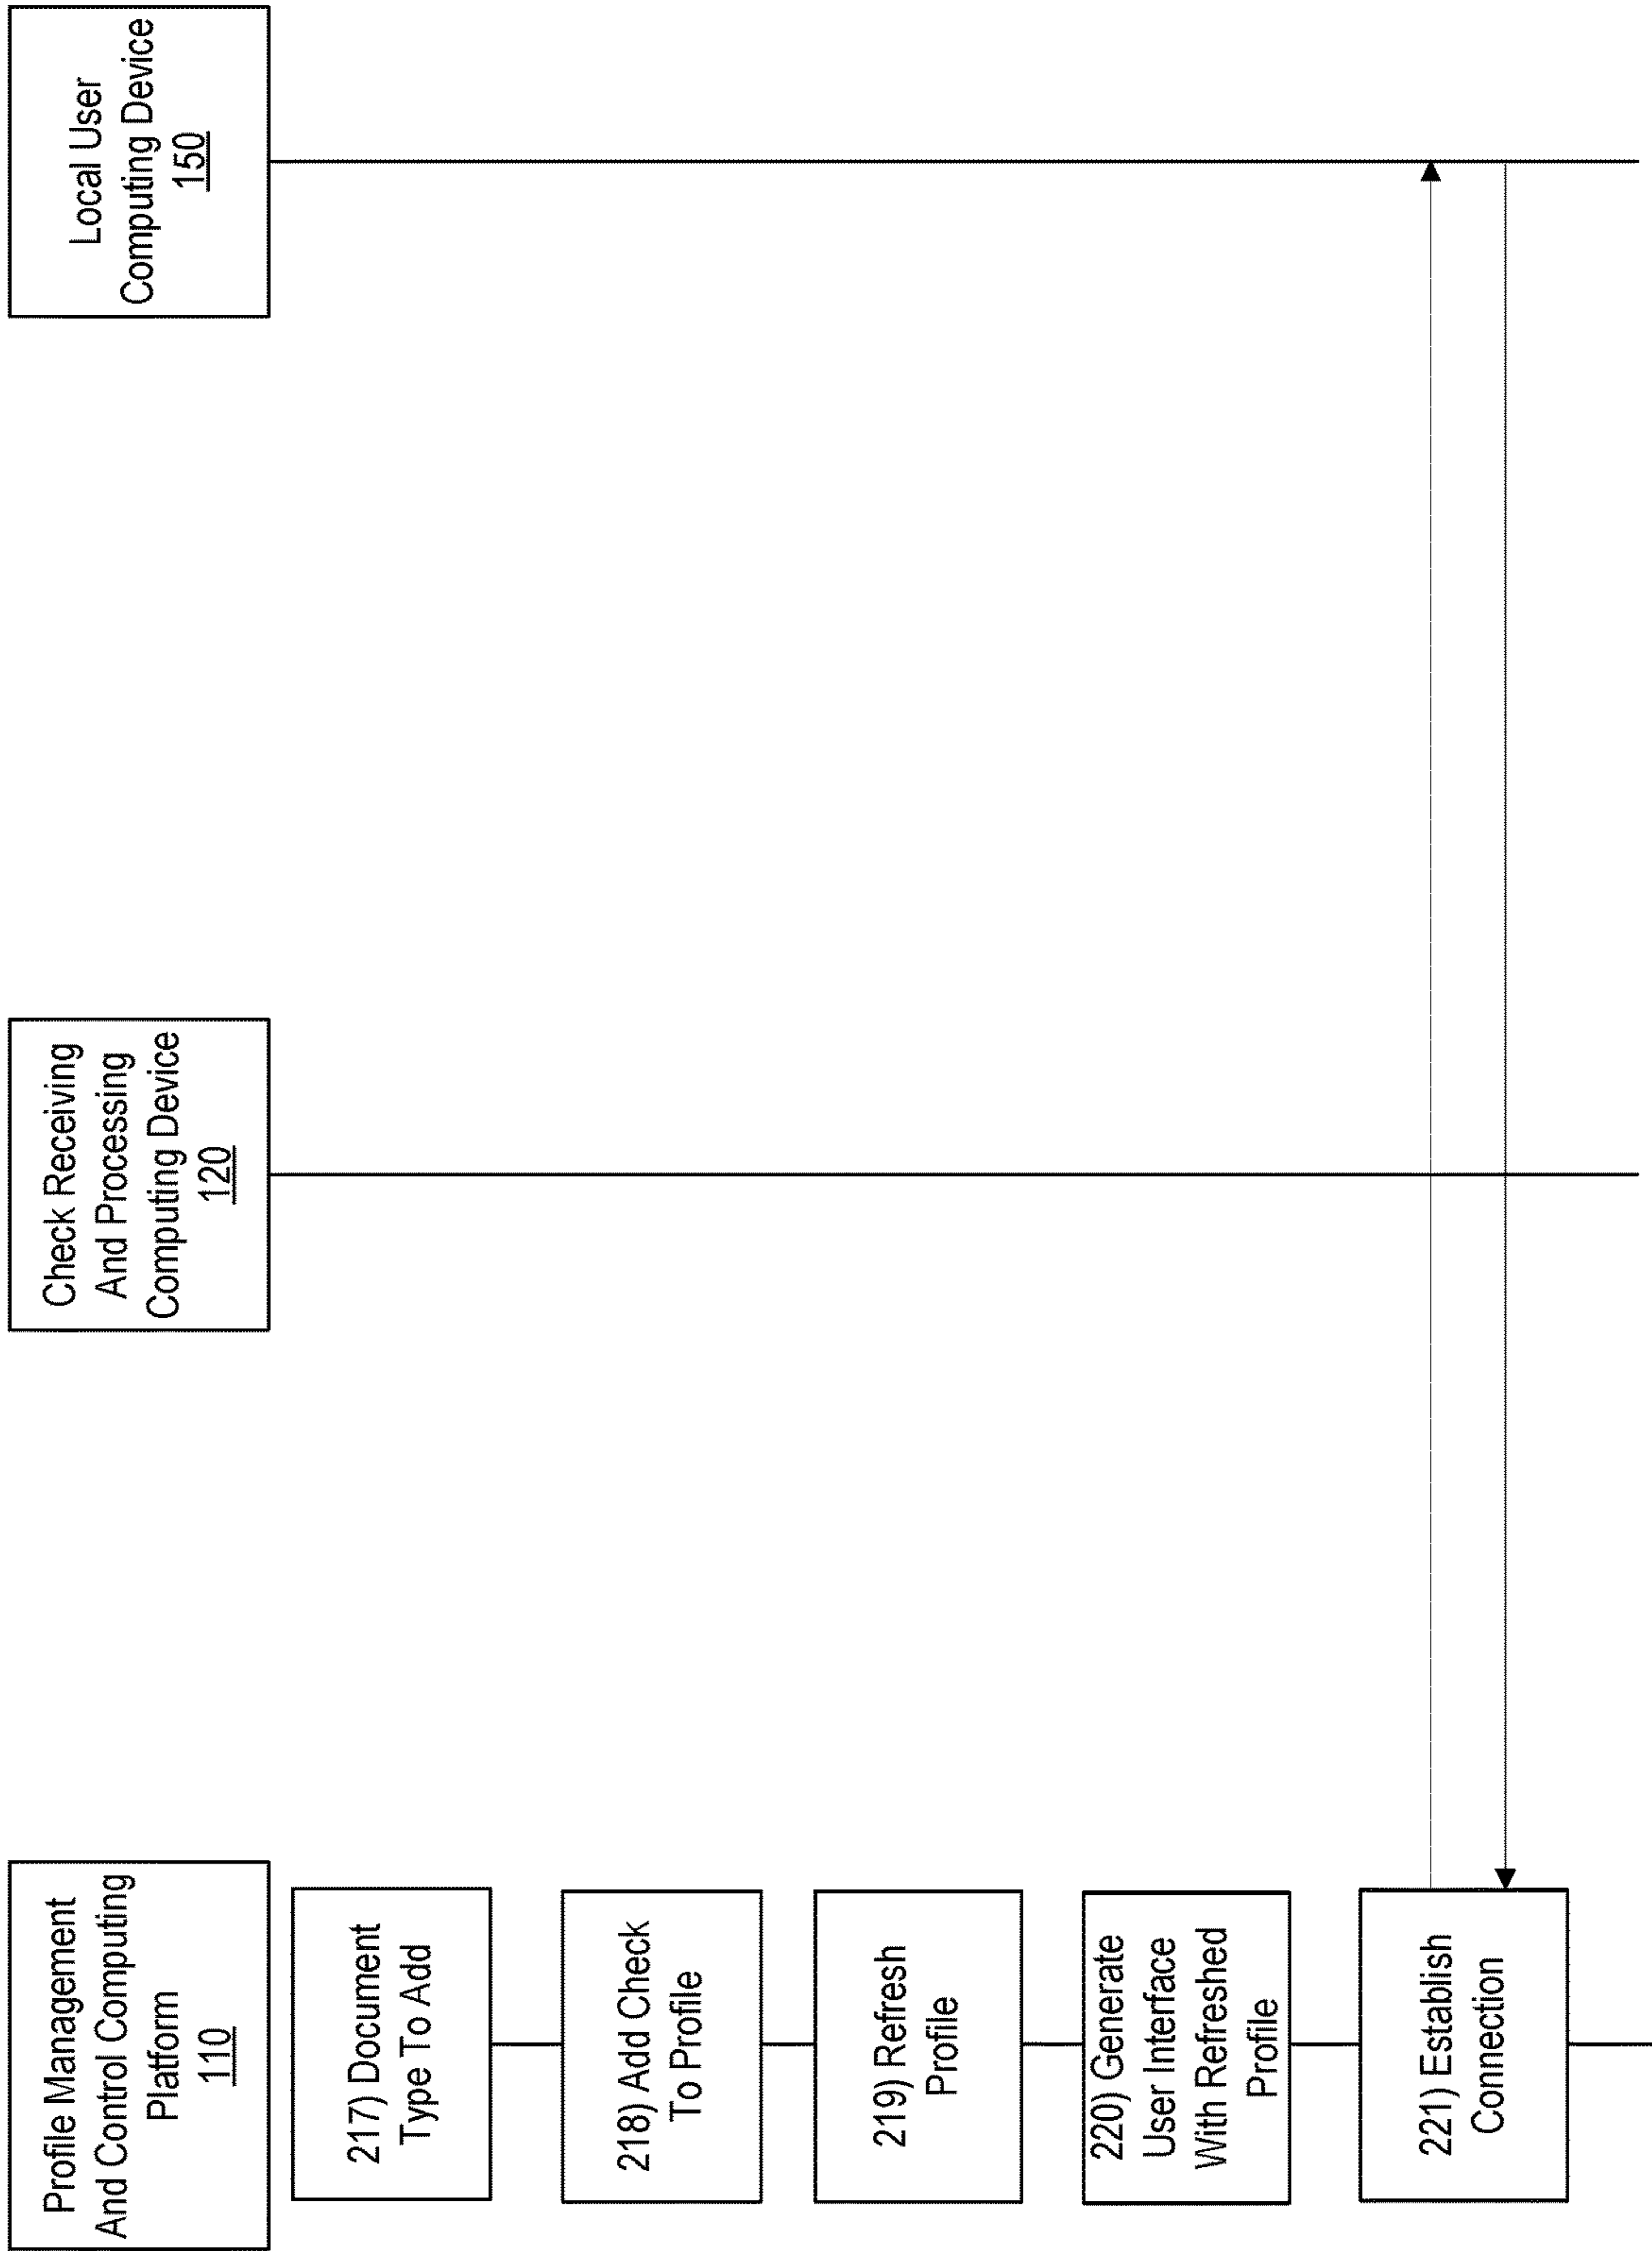 Profile Management
And Control Computing
Platform
110
Check Receiving
And Processing
Computing Device
120
Local User
Computing Device
150
217) Document
Type To Add
218) Add Check
To Profile
219) Refresh
Profile
220) Generate
User Interface
With Refreshed
Profile
221) Establish
Connection